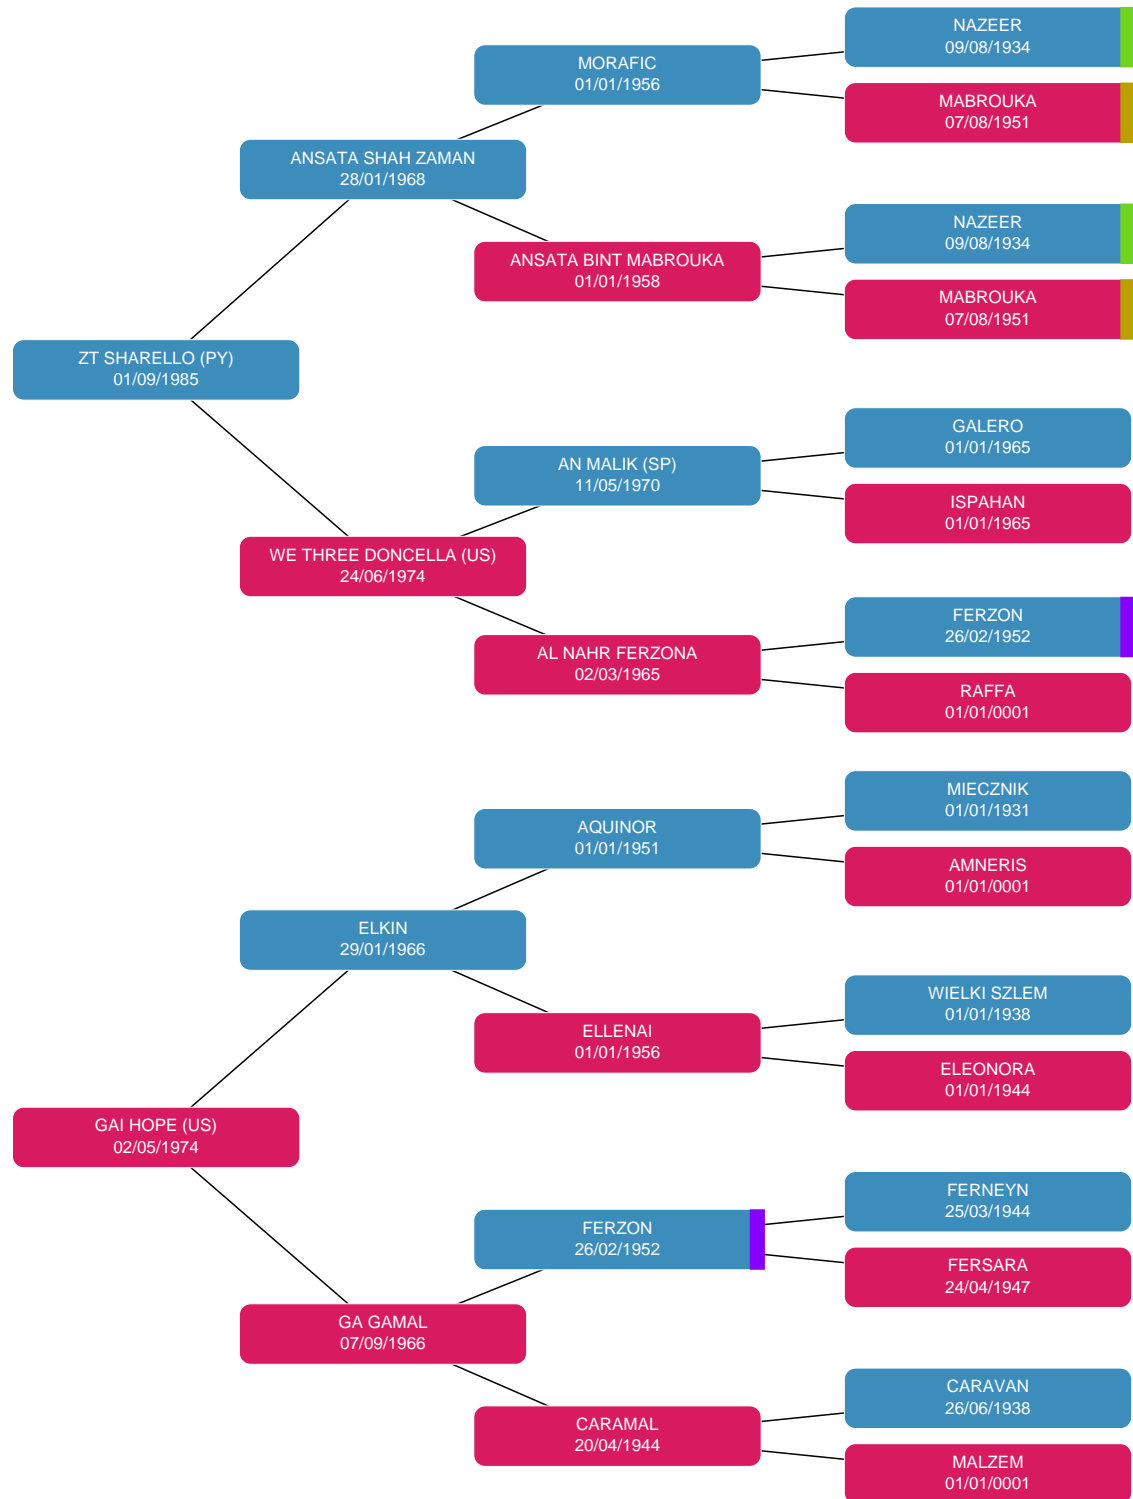 NAZEER
09/08/1934
MORAFIC
01/01/1956
MABROUKA
07/08/1951
ANSATA SHAH ZAMAN
28/01/1968
NAZEER
09/08/1934
ANSATA BINT MABROUKA
01/01/1958
MABROUKA
07/08/1951
ZT SHARELLO (PY)
01/09/1985
GALERO
01/01/1965
AN MALIK (SP)
11/05/1970
ISPAHAN
01/01/1965
WE THREE DONCELLA (US)
24/06/1974
FERZON
26/02/1952
AL NAHR FERZONA
02/03/1965
RAFFA
01/01/0001
MIECZNIK
01/01/1931
AQUINOR
01/01/1951
AMNERIS
01/01/0001
ELKIN
29/01/1966
WIELKI SZLEM
01/01/1938
ELLENAI
01/01/1956
ELEONORA
01/01/1944
GAI HOPE (US)
02/05/1974
FERNEYN
25/03/1944
FERZON
26/02/1952
FERSARA
24/04/1947
GA GAMAL
07/09/1966
CARAVAN
26/06/1938
CARAMAL
20/04/1944
MALZEM
01/01/0001